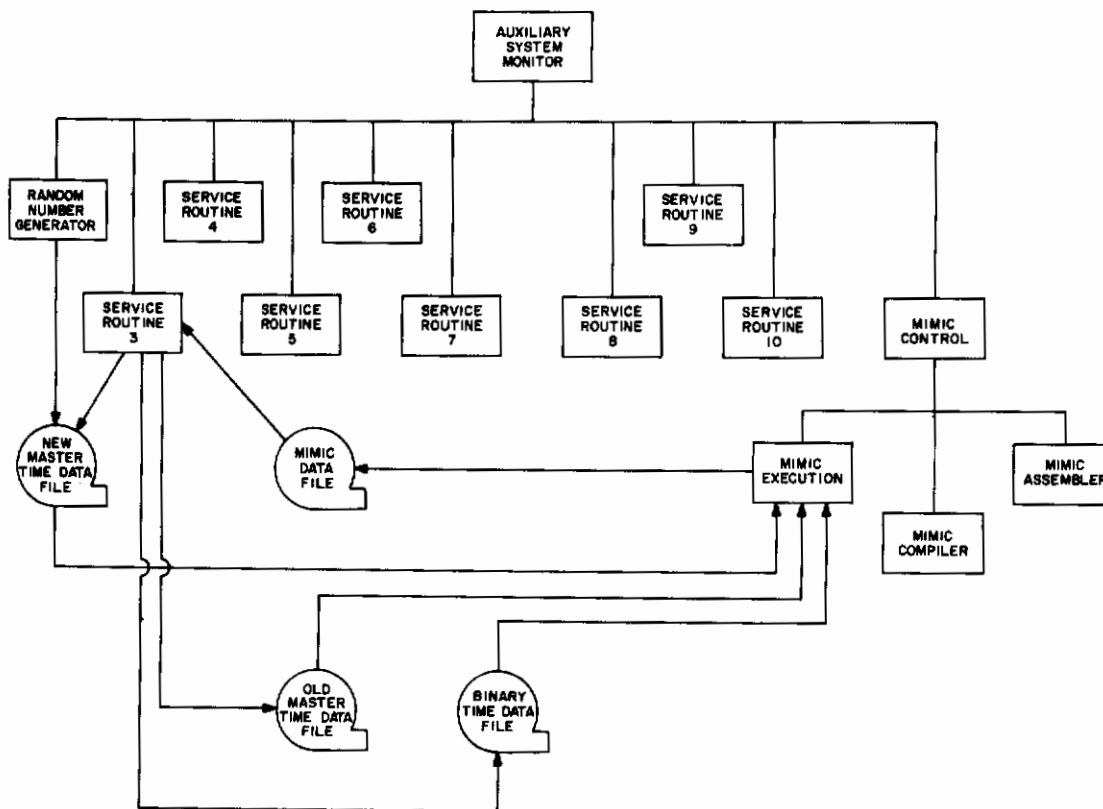 AUXILIARY
SYSTEM
MONITOR
RANDOM
NUMBER
GENERATOR
SERVICE
ROUTINE
4
SERVICE
ROUTINE
6
SERVICE
ROUTINE
9
SERVICE
ROUTINE
3
SERVICE
ROUTINE
5
SERVICE
ROUTINE
7
SERVICE
ROUTINE
8
SERVICE
ROUTINE
10
MIMIC
CONTROL
NEW
MASTER
TIME DATA
FILE
MIMIC
DATA
FILE
MIMIC
EXECUTION
MIMIC
ASSEMBLER
MIMIC
COMPILER
OLD
MASTER
TIME DATA
FILE
BINARY
TIME DATA
FILE